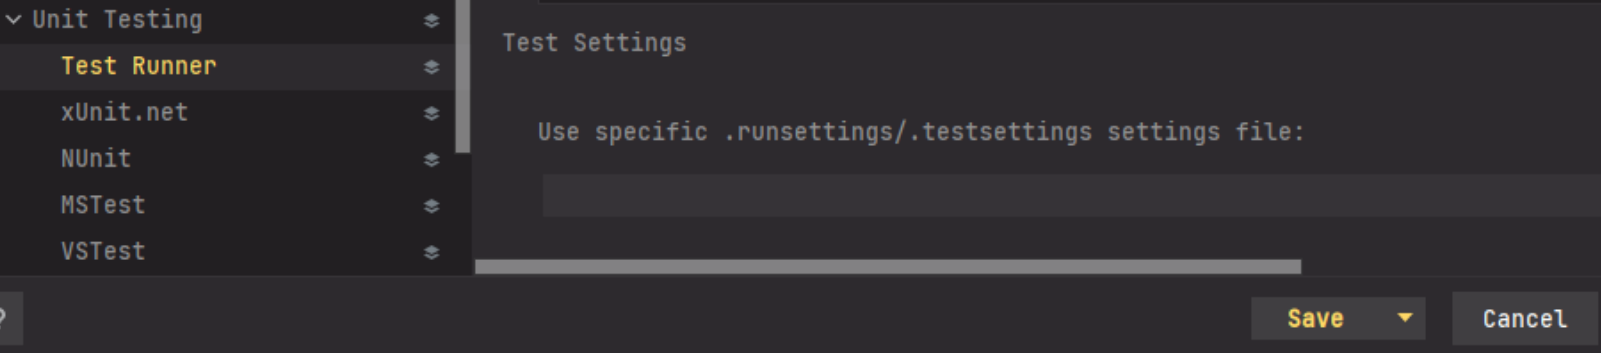 Unit Testing
Test Runner
xUnit.net
NUnit
MSTest
VSTest
Test Settings
Use specific .runsettings/.testsettings settings file:
?
Save
Cancel